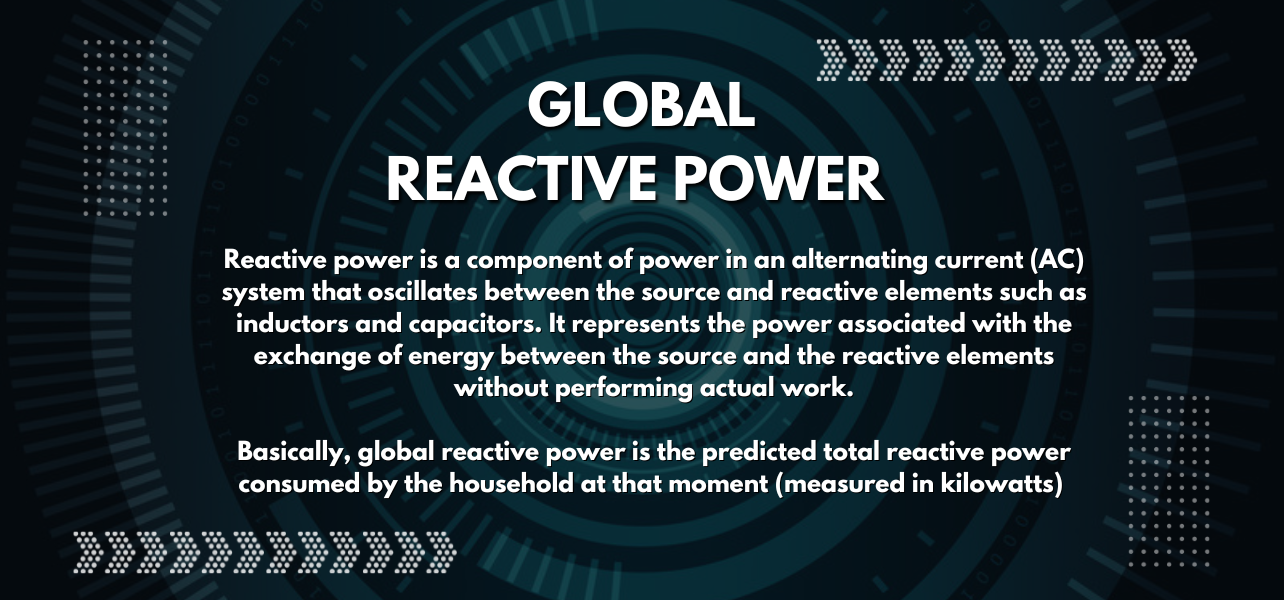 GLOBAL
REACTIVE POWER
Reactive power is a component of power in an alternating current (AC)
system that oscillates between the source and reactive elements such as
inductors and capacitors. It represents the power associated with the
exchange of energy between the source and the reactive elements
without performing actual work.
Basically, global reactive power is the predicted total reactive power
consumed by the household at that moment (measured in kilowatts)